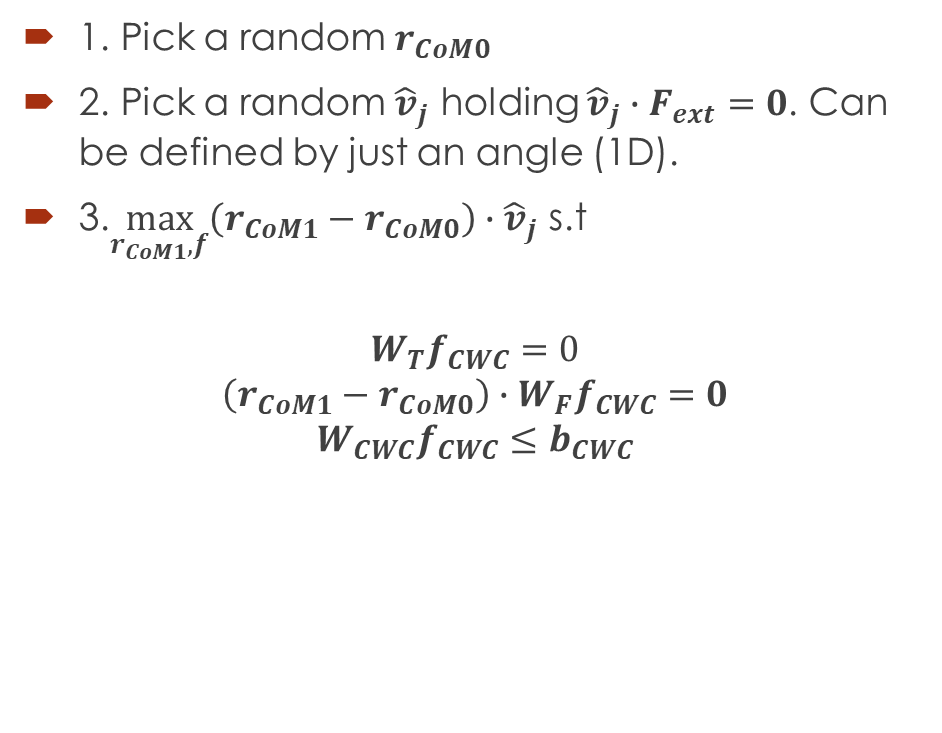 1. Pick a random r_CoM0
2. Pick a random v̂_j holding v̂_j · F_ext = 0. Can
be defined by just an angle (1D).
3. max_{r_CoM1,f} (r_CoM1 − r_CoM0) · v̂_j s.t
W_T f_CWC = 0
(r_CoM1 − r_CoM0) · W_F f_CWC = 0
W_CWC f_CWC ≤ b_CWC